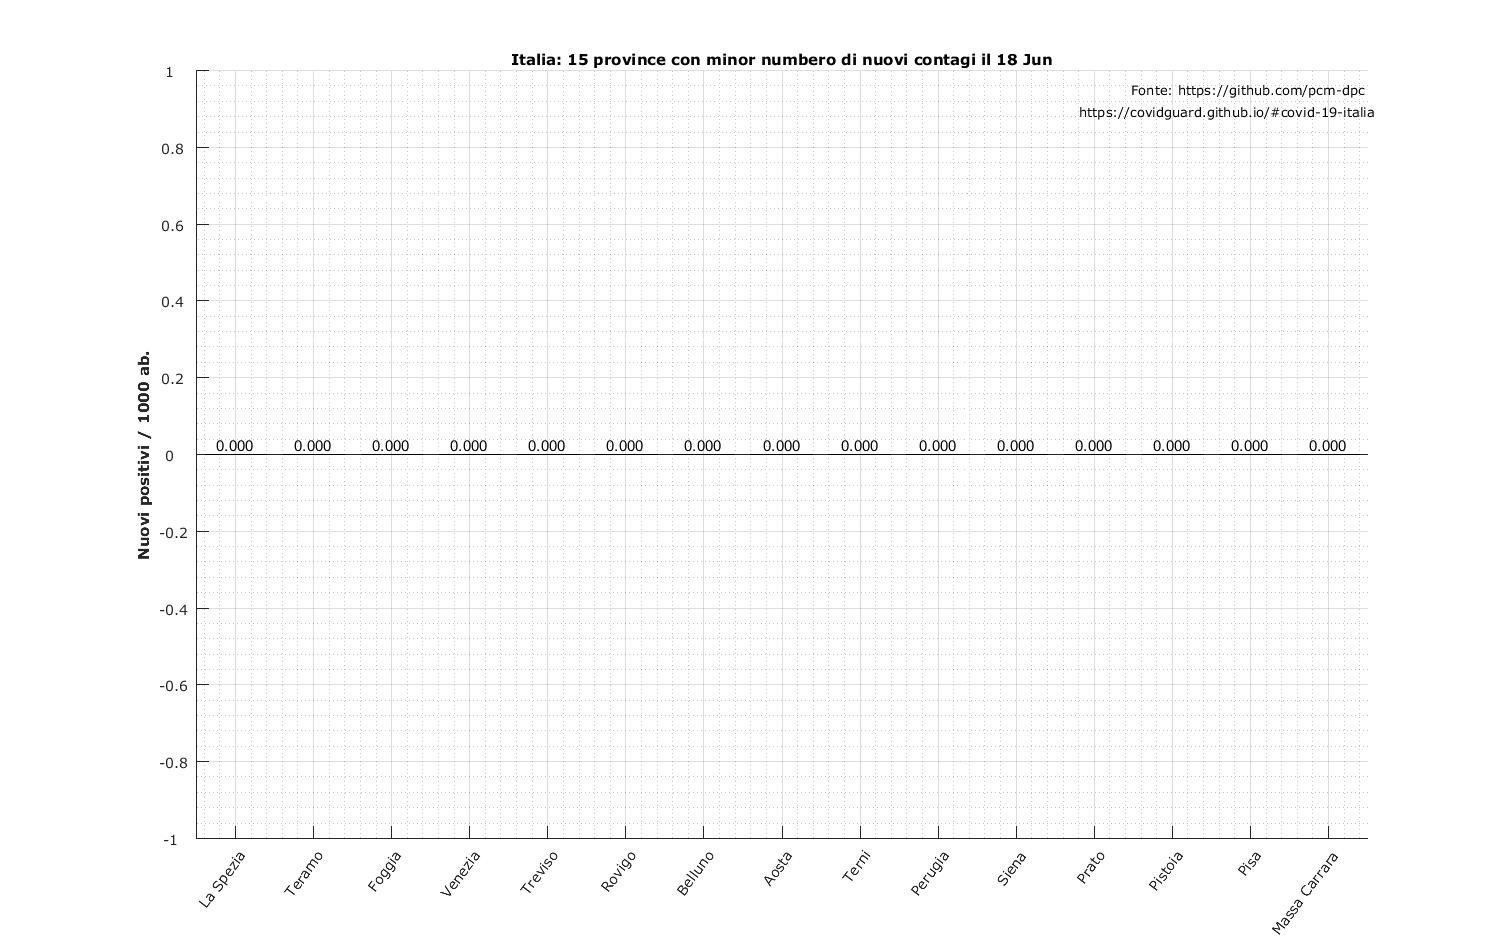 Italia: 15 province con minor numbero di nuovi contagi il 18 Jun
Fonte: https://github.com/pcm-dpc
https://covidguard.github.io/#covid-19-italia
Nuovi positivi / 1000 ab.
1
0.8
0.6
0.4
0.2
0
-0.2
-0.4
-0.6
-0.8
-1
0.000 0.000 0.000 0.000 0.000 0.000 0.000 0.000 0.000 0.000 0.000 0.000 0.000 0.000 0.000
La Spezia Teramo Foggia Venezia Treviso Rovigo Belluno Aosta Terni Perugia Siena Prato Pistoia Pisa Massa Carrara